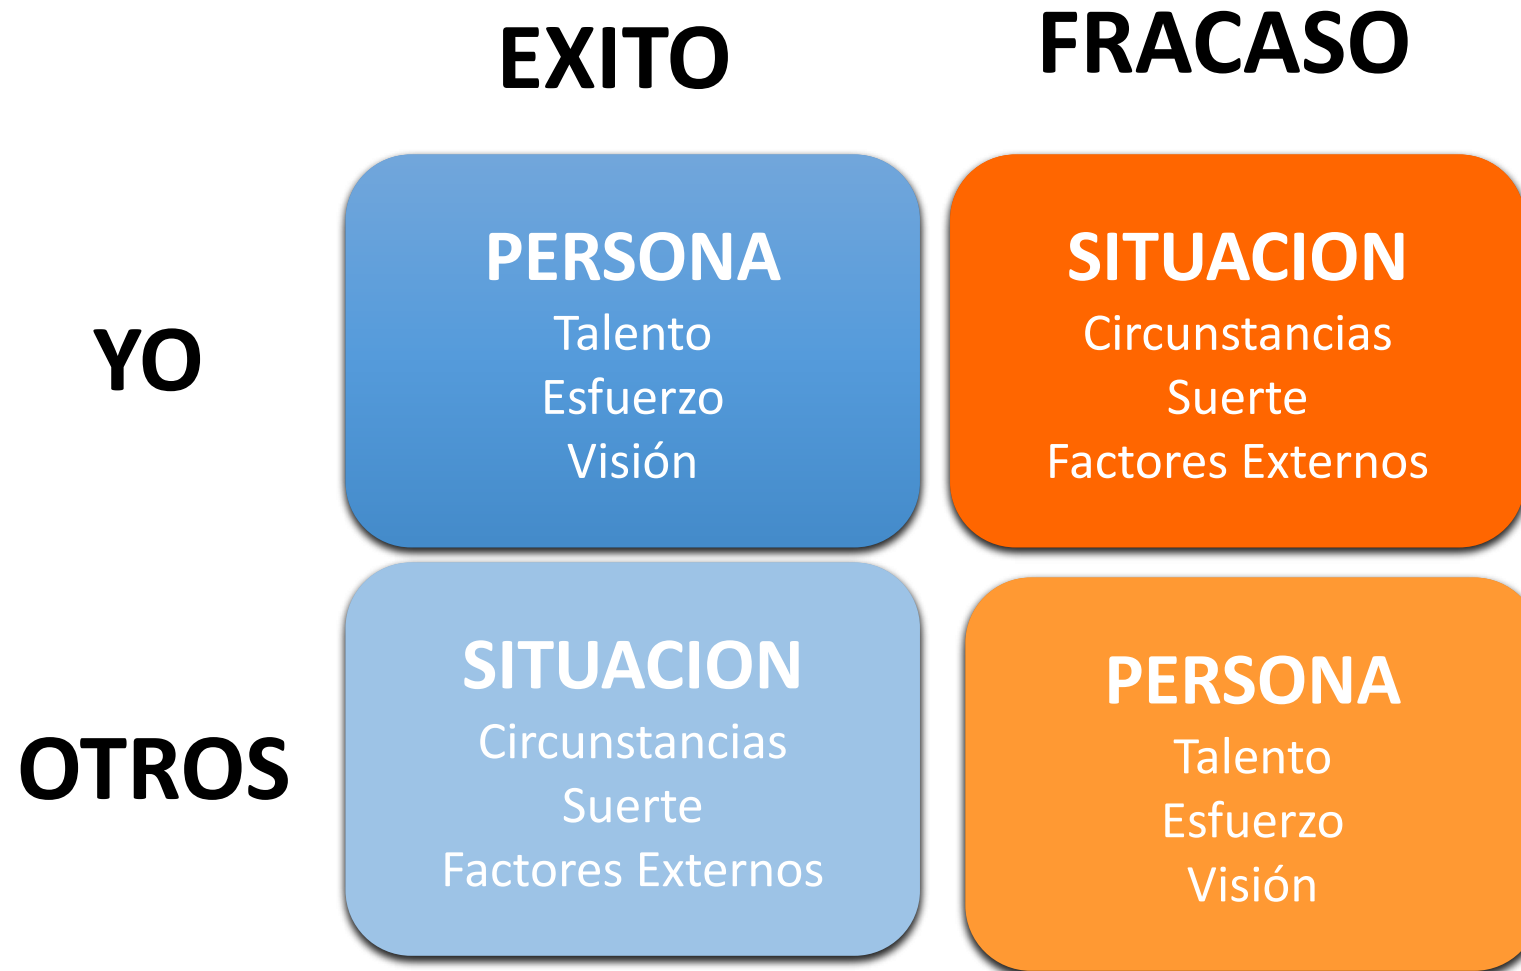 EXITO
FRACASO
YO
PERSONA
Talento
Esfuerzo
Visión
SITUACION
Circunstancias
Suerte
Factores Externos
OTROS
SITUACION
Circunstancias
Suerte
Factores Externos
PERSONA
Talento
Esfuerzo
Visión